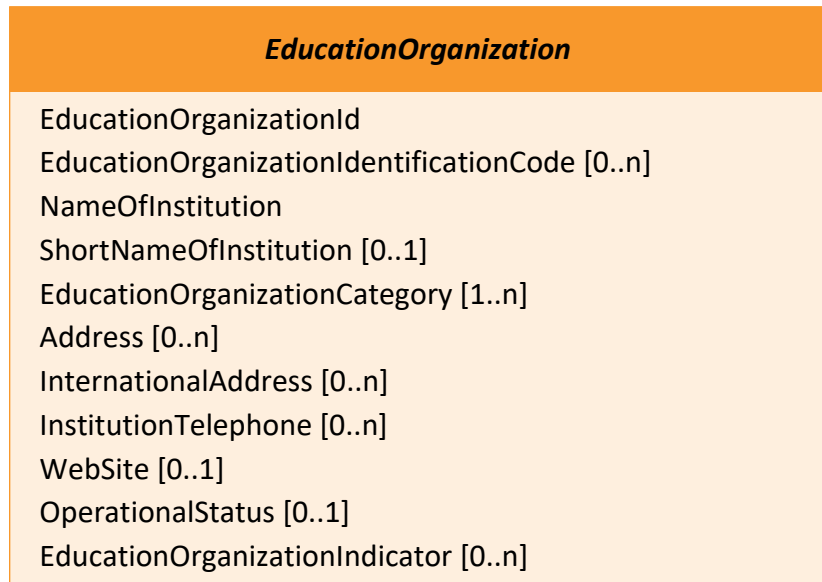 EducationOrganization
EducationOrganizationId
EducationOrganizationIdentificationCode [0..n]
NameOfInstitution
ShortNameOfInstitution [0..1]
EducationOrganizationCategory [1..n]
Address [0..n]
InternationalAddress [0..n]
InstitutionTelephone [0..n]
WebSite [0..1]
OperationalStatus [0..1]
EducationOrganizationIndicator [0..n]